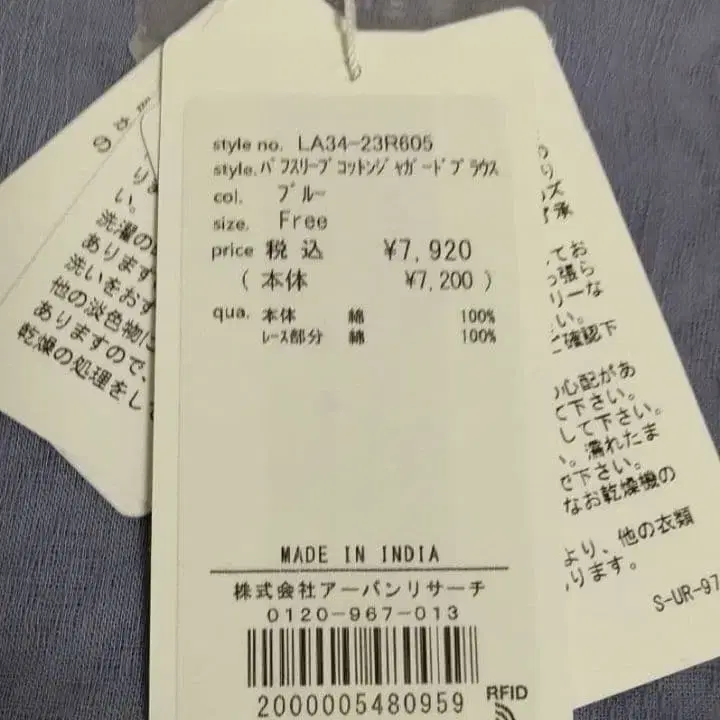 style no. LA34-23R605
style.ﾊﾟﾌｽﾘｰﾌﾞｺｯﾄﾝｼﾞｬｶﾞｰﾄﾞﾌﾞﾗｳｽ
col. ﾌﾞﾙｰ
size. Free
price 税込 ¥7,920
( 本体 ¥7,200 )
qua. 本体 綿 100%
ﾚｰｽ部分 綿 100%
MADE IN INDIA
株式会社アーバンリサーチ
0120-967-013
2000005480959
RFID
い。
洗濯の
あります
洗いをおす
他の淡色物に
ありますので、
乾燥の処理をし
てお
っ張ら
リーな
い。
ご確認下
心配があ
て下さい。
して下さい。
。濡れたま
で下さい。
なお乾燥機の
より、他の衣類
ります。
S-UR-97